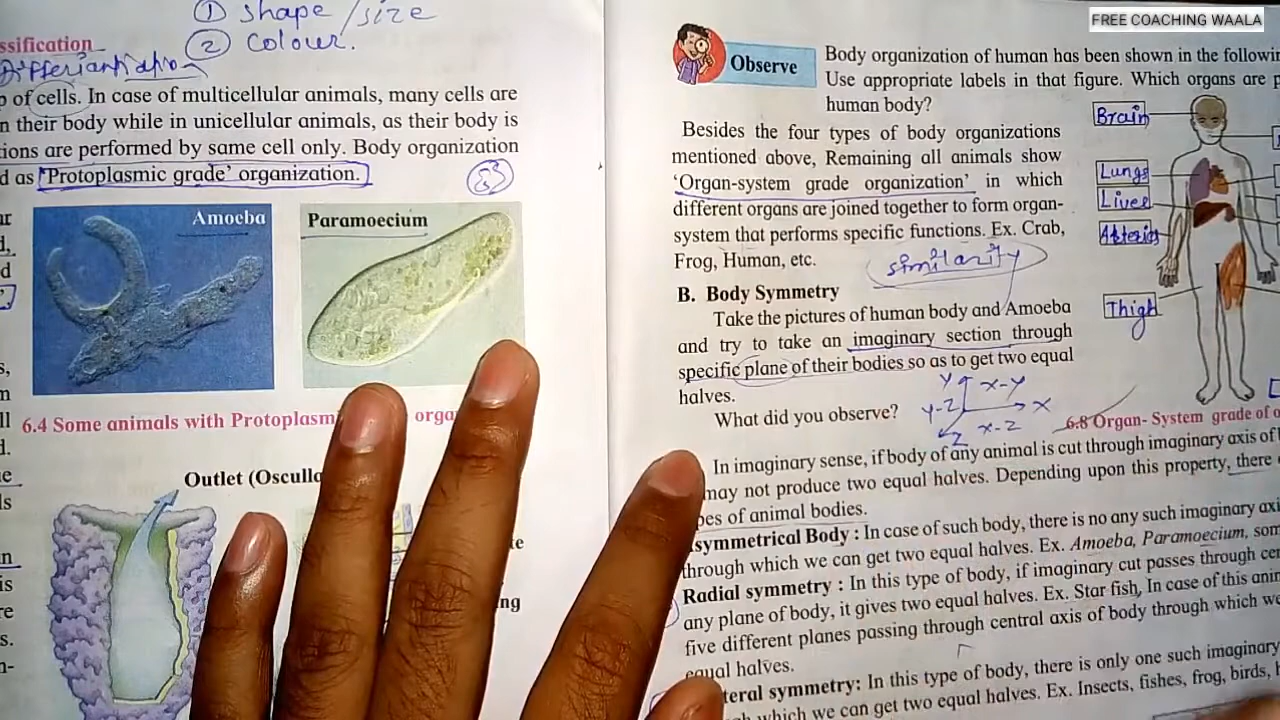 ① shape / size
② colour.
ssification
Differiantiation
p of cells. In case of multicellular animals, many cells are
n their body while in unicellular animals, as their body is
ions are performed by same cell only. Body organization
d as 'Protoplasmic grade' organization.
Amoeba
Paramoecium
6.4 Some animals with Protoplasm
Outlet (Oscul
FREE COACHING WAALA
Observe
Body organization of human has been shown in the followi
Use appropriate labels in that figure. Which organs are p
human body?
Besides the four types of body organizations
mentioned above, Remaining all animals show
'Organ-system grade organization' in which
different organs are joined together to form organ-
system that performs specific functions. Ex. Crab,
Frog, Human, etc.
similarity
Brain
Lungs
Liver
Arteries
Thigh
B. Body Symmetry
Take the pictures of human body and Amoeba
and try to take an imaginary section through
specific plane of their bodies so as to get two equal
halves.
What did you observe?
Y X-Y
Y-Z X
Z X-Z
6.8 Organ- System grade of o
In imaginary sense, if body of any animal is cut through imaginary axis of
may not produce two equal halves. Depending upon this property, there
pes of animal bodies.
symmetrical Body : In case of such body, there is no any such imaginary axi
through which we can get two equal halves. Ex. Amoeba, Paramoecium, som
Radial symmetry : In this type of body, if imaginary cut passes through cen
any plane of body, it gives two equal halves. Ex. Star fish, In case of this anim
five different planes passing through central axis of body through which we
equal halves.
teral symmetry: In this type of body, there is only one such imaginary
gh which we can get two equal halves. Ex. Insects, fishes, frog, birds,